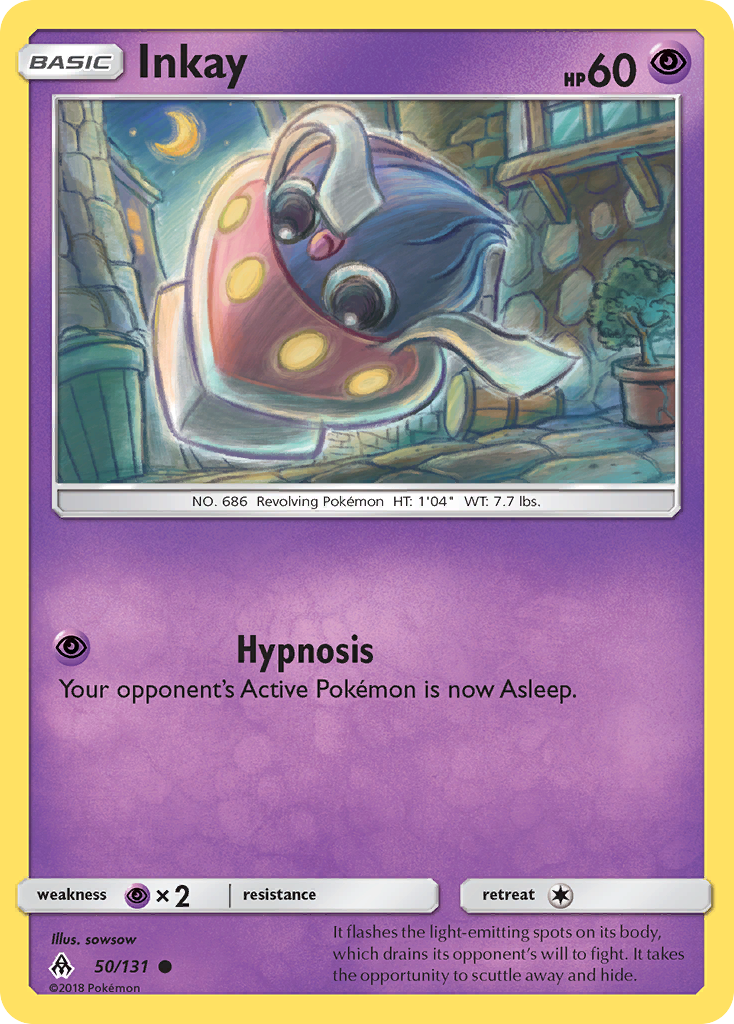 BASIC Inkay HP60
NO. 686 Revolving Pokémon HT: 1'04" WT: 7.7 lbs.
Hypnosis
Your opponent's Active Pokémon is now Asleep.
weakness ×2 resistance retreat
Illus. sowsow
50/131
©2018 Pokémon
It flashes the light-emitting spots on its body,
which drains its opponent's will to fight. It takes
the opportunity to scuttle away and hide.